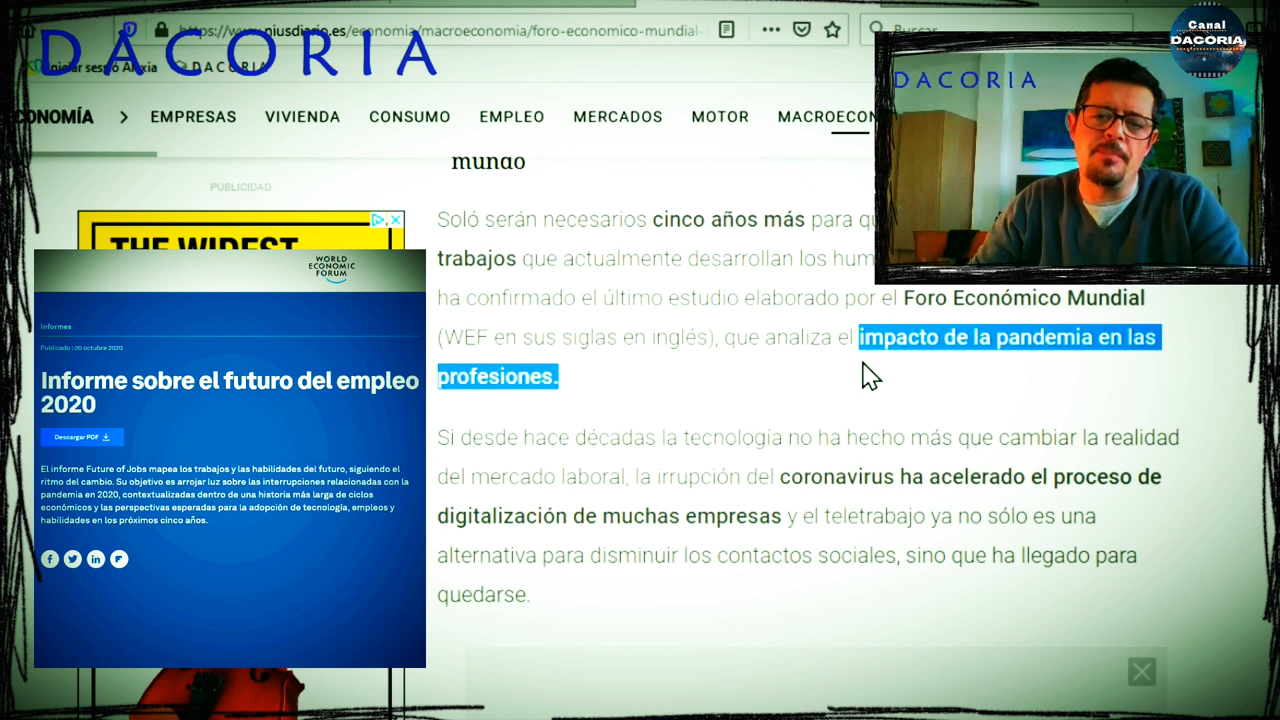 https://www.niusdiario.es/economia/macroeconomia/foro-economico-mundial-
Buscar
DACORIA
Iniciar sesió
DACORIA
Canal
DACORIA
DACORIA
CONOMÍA
EMPRESAS VIVIENDA CONSUMO EMPLEO MERCADOS MOTOR MACROECON
mundo
PUBLICIDAD
THE WIDEST
Soló serán necesarios cinco años más para
trabajos que actualmente desarrollan los hum
ha confirmado el último estudio elaborado por el Foro Económico Mundial
(WEF en sus siglas en inglés), que analiza el impacto de la pandemia en las
profesiones.
Si desde hace décadas la tecnología no ha hecho más que cambiar la realidad
del mercado laboral, la irrupción del coronavirus ha acelerado el proceso de
digitalización de muchas empresas y el teletrabajo ya no sólo es una
alternativa para disminuir los contactos sociales, sino que ha llegado para
quedarse.
WORLD
ECONOMIC
FORUM
Informes
Publicado : 20 octubre 2020
Informe sobre el futuro del empleo
2020
Descargar PDF
El informe Future of Jobs mapea los trabajos y las habilidades del futuro, siguiendo el
ritmo del cambio. Su objetivo es arrojar luz sobre las interrupciones relacionadas con la
pandemia en 2020, contextualizadas dentro de una historia más larga de ciclos
económicos y las perspectivas esperadas para la adopción de tecnología, empleos y
habilidades en los próximos cinco años.